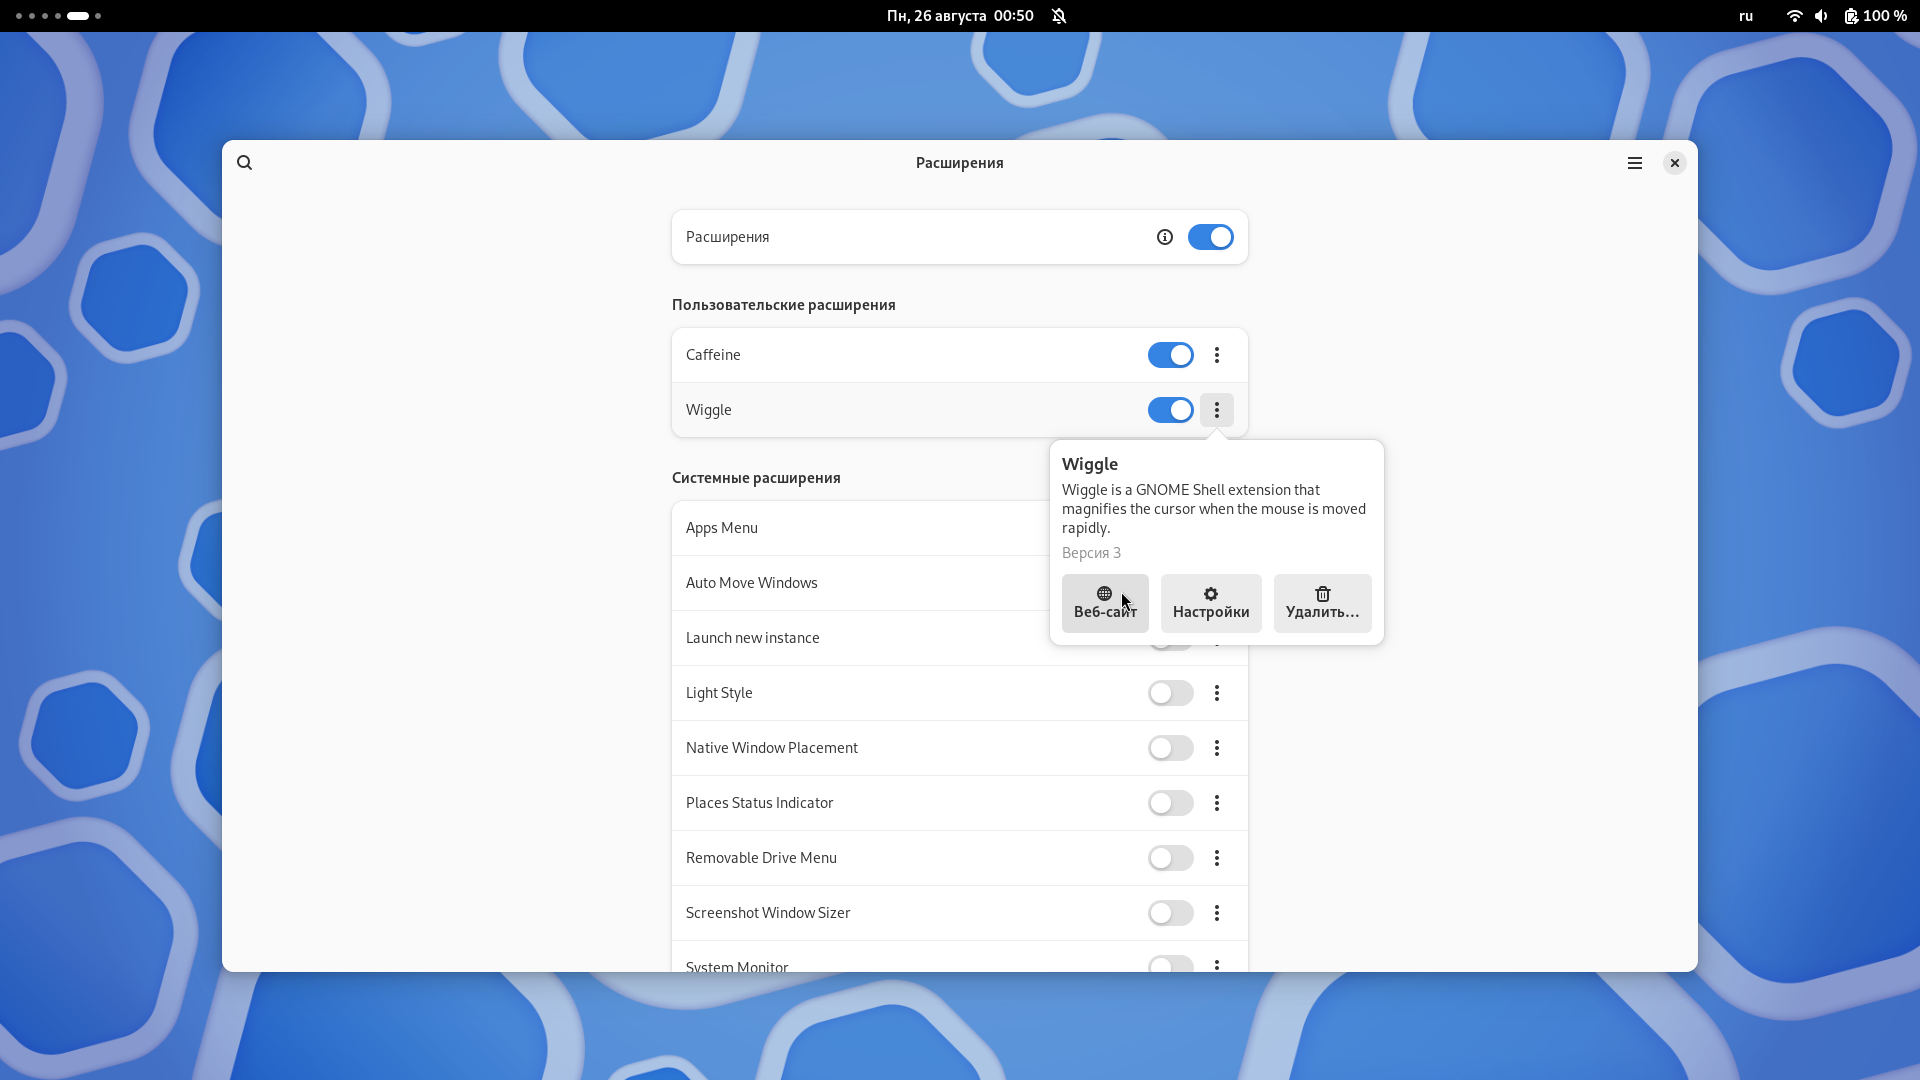 Пн, 26 августа 00:50
ru
100 %
Расширения
Расширения
Пользовательские расширения
Caffeine
Wiggle
Wiggle
Wiggle is a GNOME Shell extension that
magnifies the cursor when the mouse is moved
rapidly.
Версия 3
Веб-сайт
Настройки
Удалить…
Системные расширения
Apps Menu
Auto Move Windows
Launch new instance
Light Style
Native Window Placement
Places Status Indicator
Removable Drive Menu
Screenshot Window Sizer
System Monitor